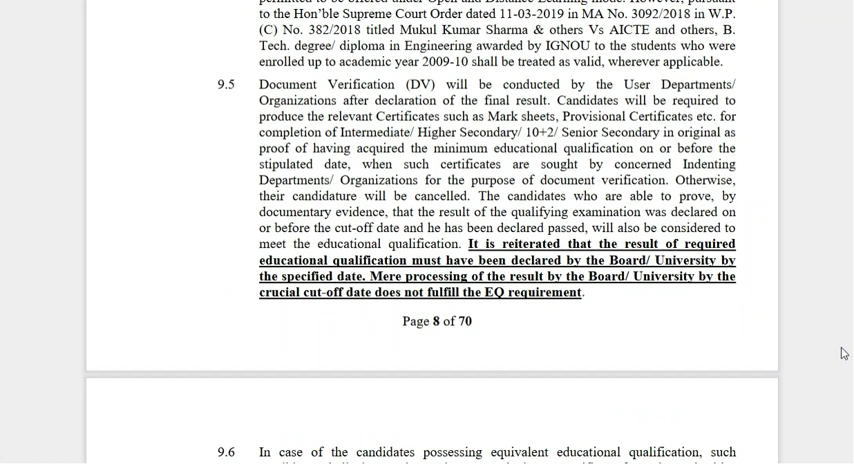 permitted to be offered under Open and Distance Learning mode. However, pursuant
to the Hon’ble Supreme Court Order dated 11-03-2019 in MA No. 3092/2018 in W.P.
(C) No. 382/2018 titled Mukul Kumar Sharma & others Vs AICTE and others, B.
Tech. degree/ diploma in Engineering awarded by IGNOU to the students who were
enrolled up to academic year 2009-10 shall be treated as valid, wherever applicable.
9.5 Document Verification (DV) will be conducted by the User Departments/
Organizations after declaration of the final result. Candidates will be required to
produce the relevant Certificates such as Mark sheets, Provisional Certificates etc. for
completion of Intermediate/ Higher Secondary/ 10+2/ Senior Secondary in original as
proof of having acquired the minimum educational qualification on or before the
stipulated date, when such certificates are sought by concerned Indenting
Departments/ Organizations for the purpose of document verification. Otherwise,
their candidature will be cancelled. The candidates who are able to prove, by
documentary evidence, that the result of the qualifying examination was declared on
or before the cut-off date and he has been declared passed, will also be considered to
meet the educational qualification. It is reiterated that the result of required
educational qualification must have been declared by the Board/ University by
the specified date. Mere processing of the result by the Board/ University by the
crucial cut-off date does not fulfill the EQ requirement.
Page 8 of 70
9.6 In case of the candidates possessing equivalent educational qualification, such